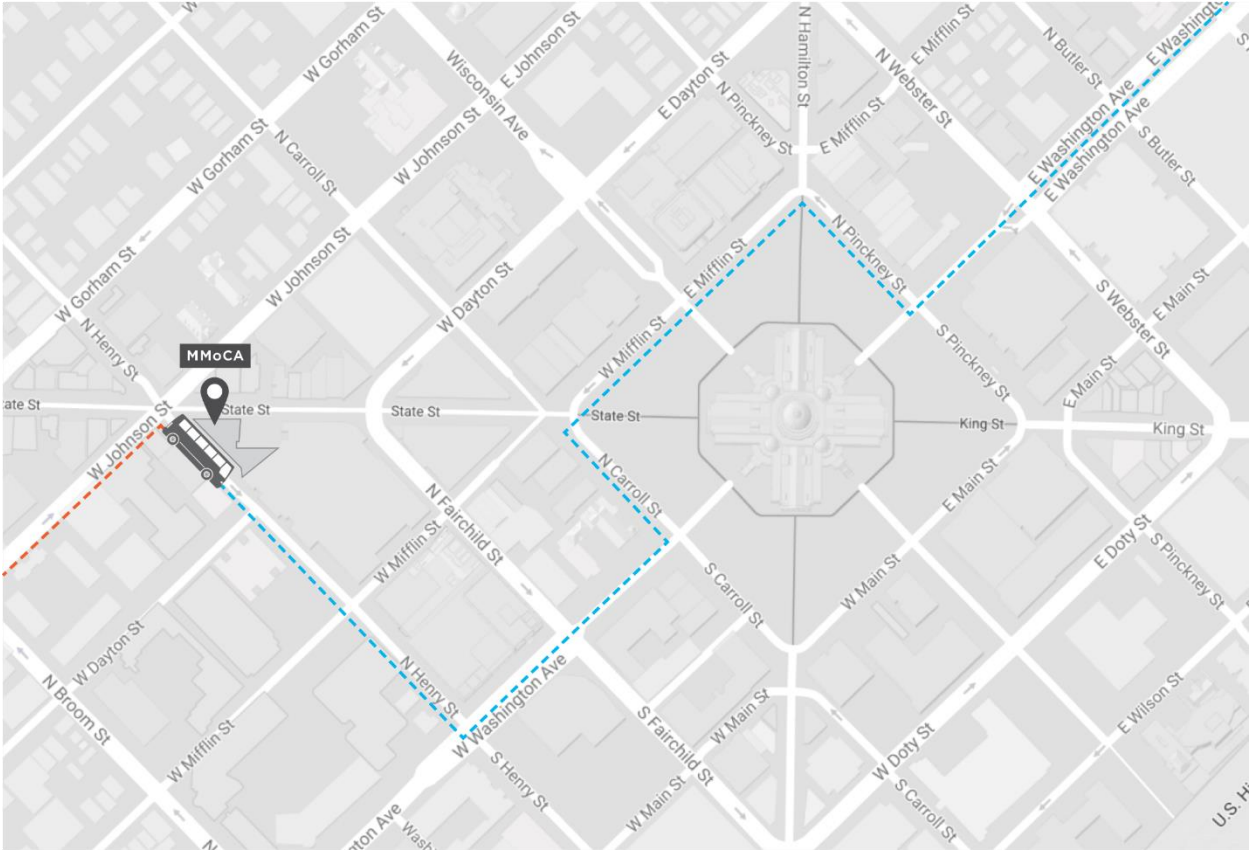 W Gorham St
Wisconsin Ave
E Johnson St
E Dayton St
N Hamilton St
N Pinckney St
E Mifflin St
N Webster St
E Mifflin St
N Butler St
E Washington
E Washington Ave
E Washington Ave
S Butler St
W Gorham St
N Carroll St
W Johnson St
W Gorham St
W Johnson St
W Dayton St
E Mifflin St
N Pinckney St
E Main St
S Webster St
N Henry St
MMoCA
W Mifflin St
S Pinckney St
E Main St
State St
State St
State St
King St
King St
W Johnson St
N Carroll St
E Main St
N Fairchild St
W Mifflin St
S Carroll St
W Main St
E Doty St
S Pinckney St
W Dayton St
N Broom St
N Henry St
W Washington Ave
S Fairchild St
W Main St
E Wilson St
W Mifflin St
S Henry St
W Doty St
W Main St
S Carroll St
U.S. Hi